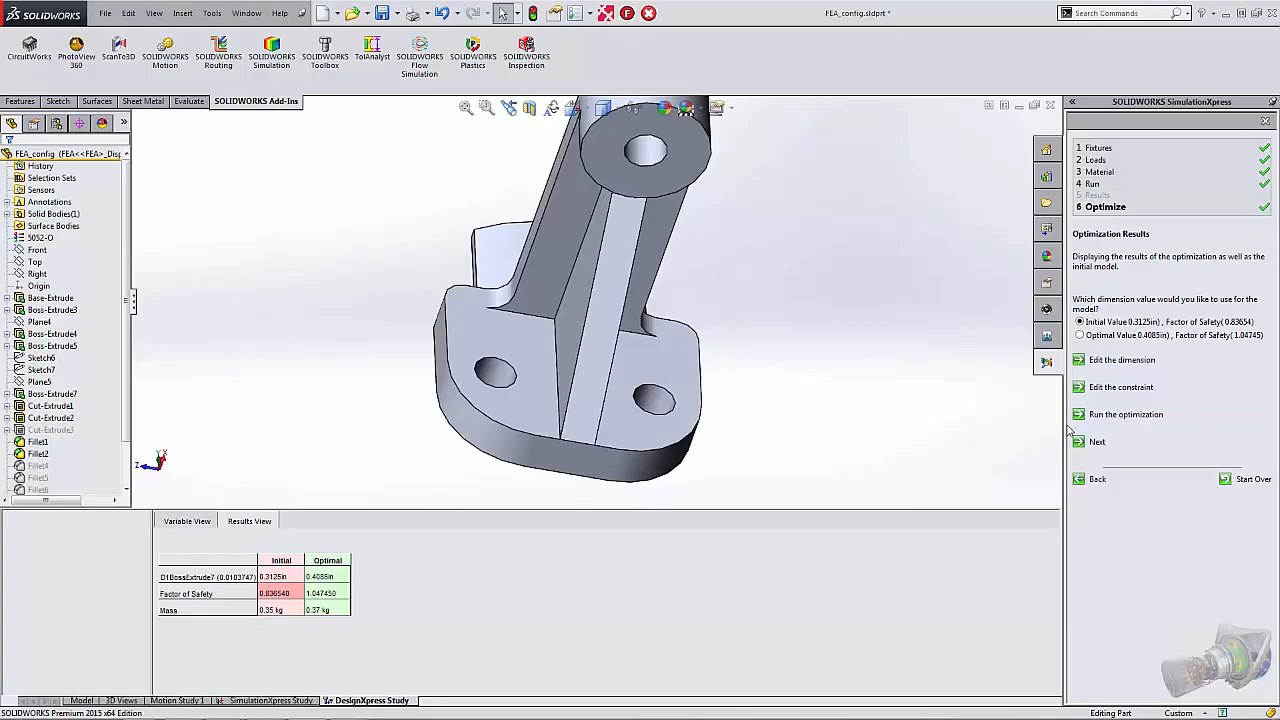 SOLIDWORKS
File Edit View Insert Tools Window Help
FEA_config.sldprt *
Search Commands
CircuitWorks
PhotoView 360
ScanTo3D
SOLIDWORKS Motion
SOLIDWORKS Routing
SOLIDWORKS Simulation
SOLIDWORKS Toolbox
TolAnalyst
SOLIDWORKS Flow Simulation
SOLIDWORKS Plastics
SOLIDWORKS Inspection
Features Sketch Surfaces Sheet Metal Evaluate SOLIDWORKS Add-Ins
FEA_config (FEA<<FEA>_Disp
History
Selection Sets
Sensors
Annotations
Solid Bodies(1)
Surface Bodies
5052-O
Front
Top
Right
Origin
Base-Extrude
Boss-Extrude3
Plane4
Boss-Extrude4
Boss-Extrude5
Sketch6
Sketch7
Plane5
Boss-Extrude7
Cut-Extrude1
Cut-Extrude2
Cut-Extrude3
Fillet1
Fillet2
Fillet4
Fillet5
Fillet6
SOLIDWORKS SimulationXpress
1 Fixtures
2 Loads
3 Material
4 Run
5 Results
6 Optimize
Optimization Results
Displaying the results of the optimization as well as the
initial model.
Which dimension value would you like to use for the
model?
Initial Value 0.3125in , Factor of Safety( 0.83654)
Optimal Value 0.4085in , Factor of Safety( 1.04745)
Edit the dimension
Edit the constraint
Run the optimization
Next
Back Start Over
Variable View Results View
Initial Optimal
D1BossExtrude7 (0.0103747) 0.3125in 0.4085in
Factor of Safety 0.836540 1.047450
Mass 0.35 kg 0.37 kg
Model 3D Views Motion Study 1 SimulationXpress Study DesignXpress Study
SOLIDWORKS Premium 2015 x64 Edition
Editing Part Custom